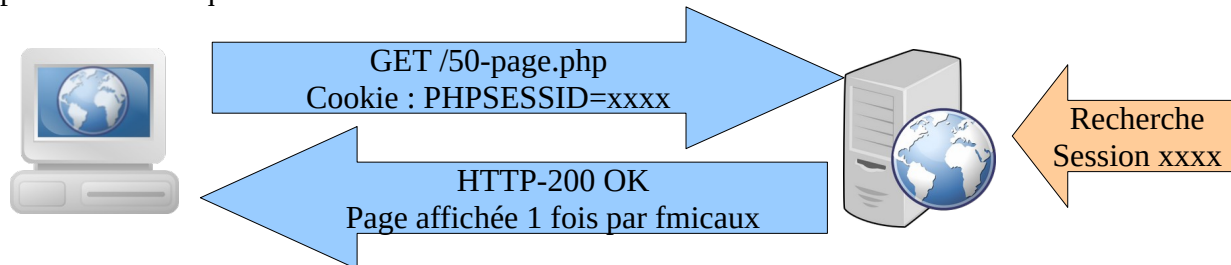 GET /50-page.php
Cookie : PHPSESSID=xxxx
Recherche
Session xxxx
HTTP-200 OK
Page affichée 1 fois par fmicaux